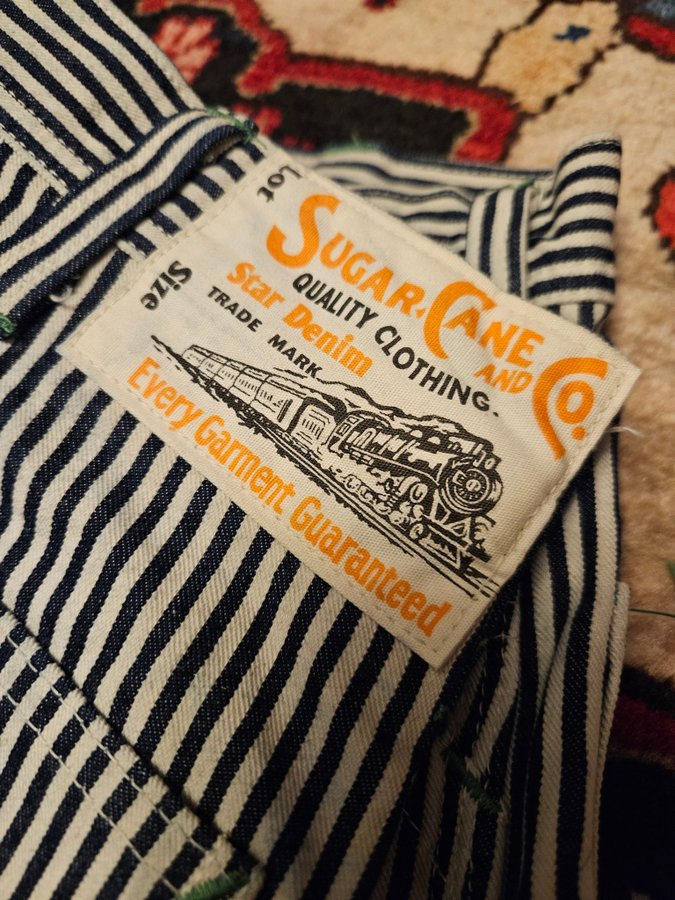 Lot
Size
SUGAR CANE
AND CO.
QUALITY CLOTHING.
Star Denim
TRADE MARK
Every Garment Guaranteed